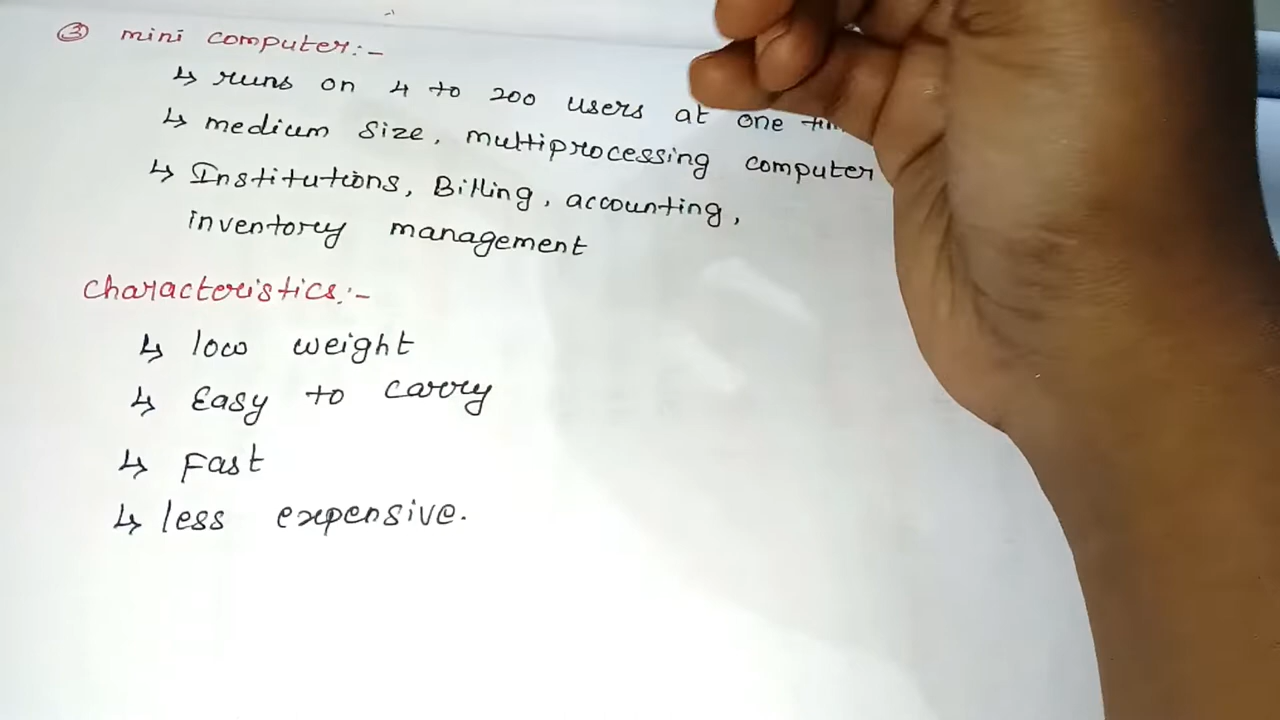 ③ mini computer:-
↳ runs on 4 to 200 users at one
↳ medium size, multiprocessing computer
↳ Institutions, Billing, accounting,
inventory management
characteristics:-
↳ low weight
↳ Easy to carry
↳ Fast
↳ less expensive.